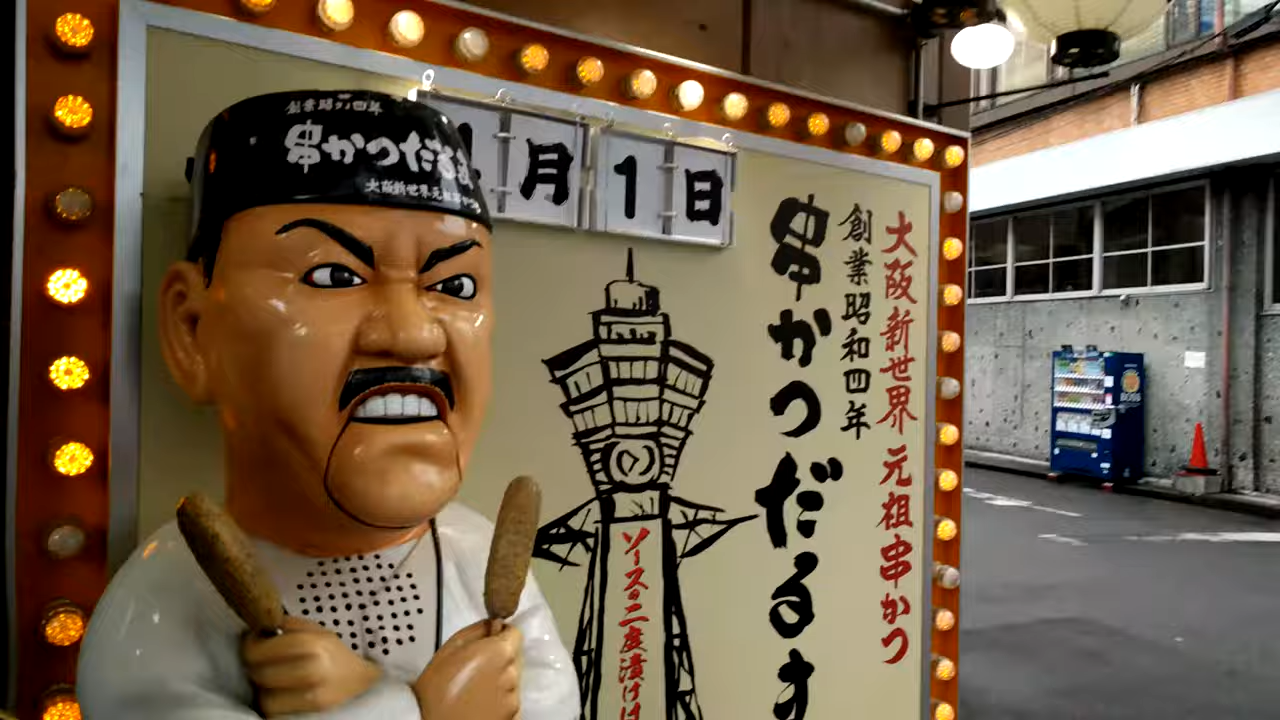 創業昭和四年
串かつだるま
大阪新世界元祖串かつ
月1日
大阪新世界元祖串かつ
創業昭和四年
串かつだるま
ソースの二度漬け
BOSS